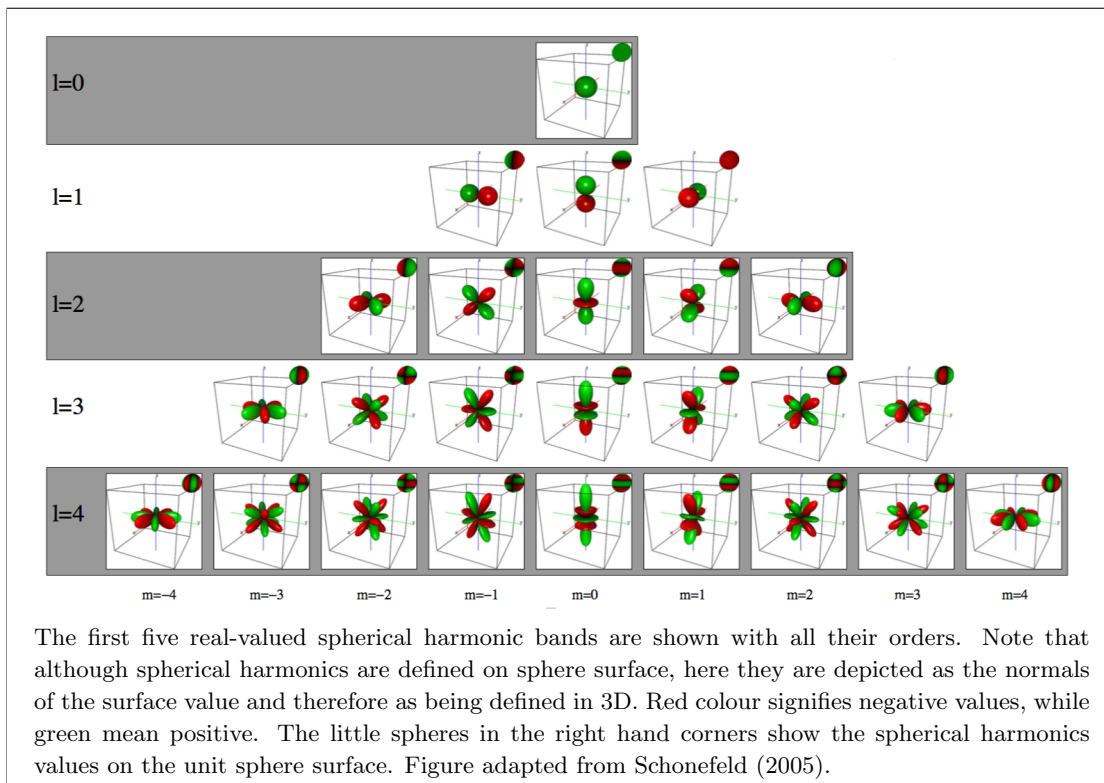 l=0
l=1
l=2
l=3
l=4
m=−4 m=−3 m=−2 m=−1 m=0 m=1 m=2 m=3 m=4
The first five real-valued spherical harmonic bands are shown with all their orders. Note that
although spherical harmonics are defined on sphere surface, here they are depicted as the normals
of the surface value and therefore as being defined in 3D. Red colour signifies negative values, while
green mean positive. The little spheres in the right hand corners show the spherical harmonics
values on the unit sphere surface. Figure adapted from Schonefeld (2005).